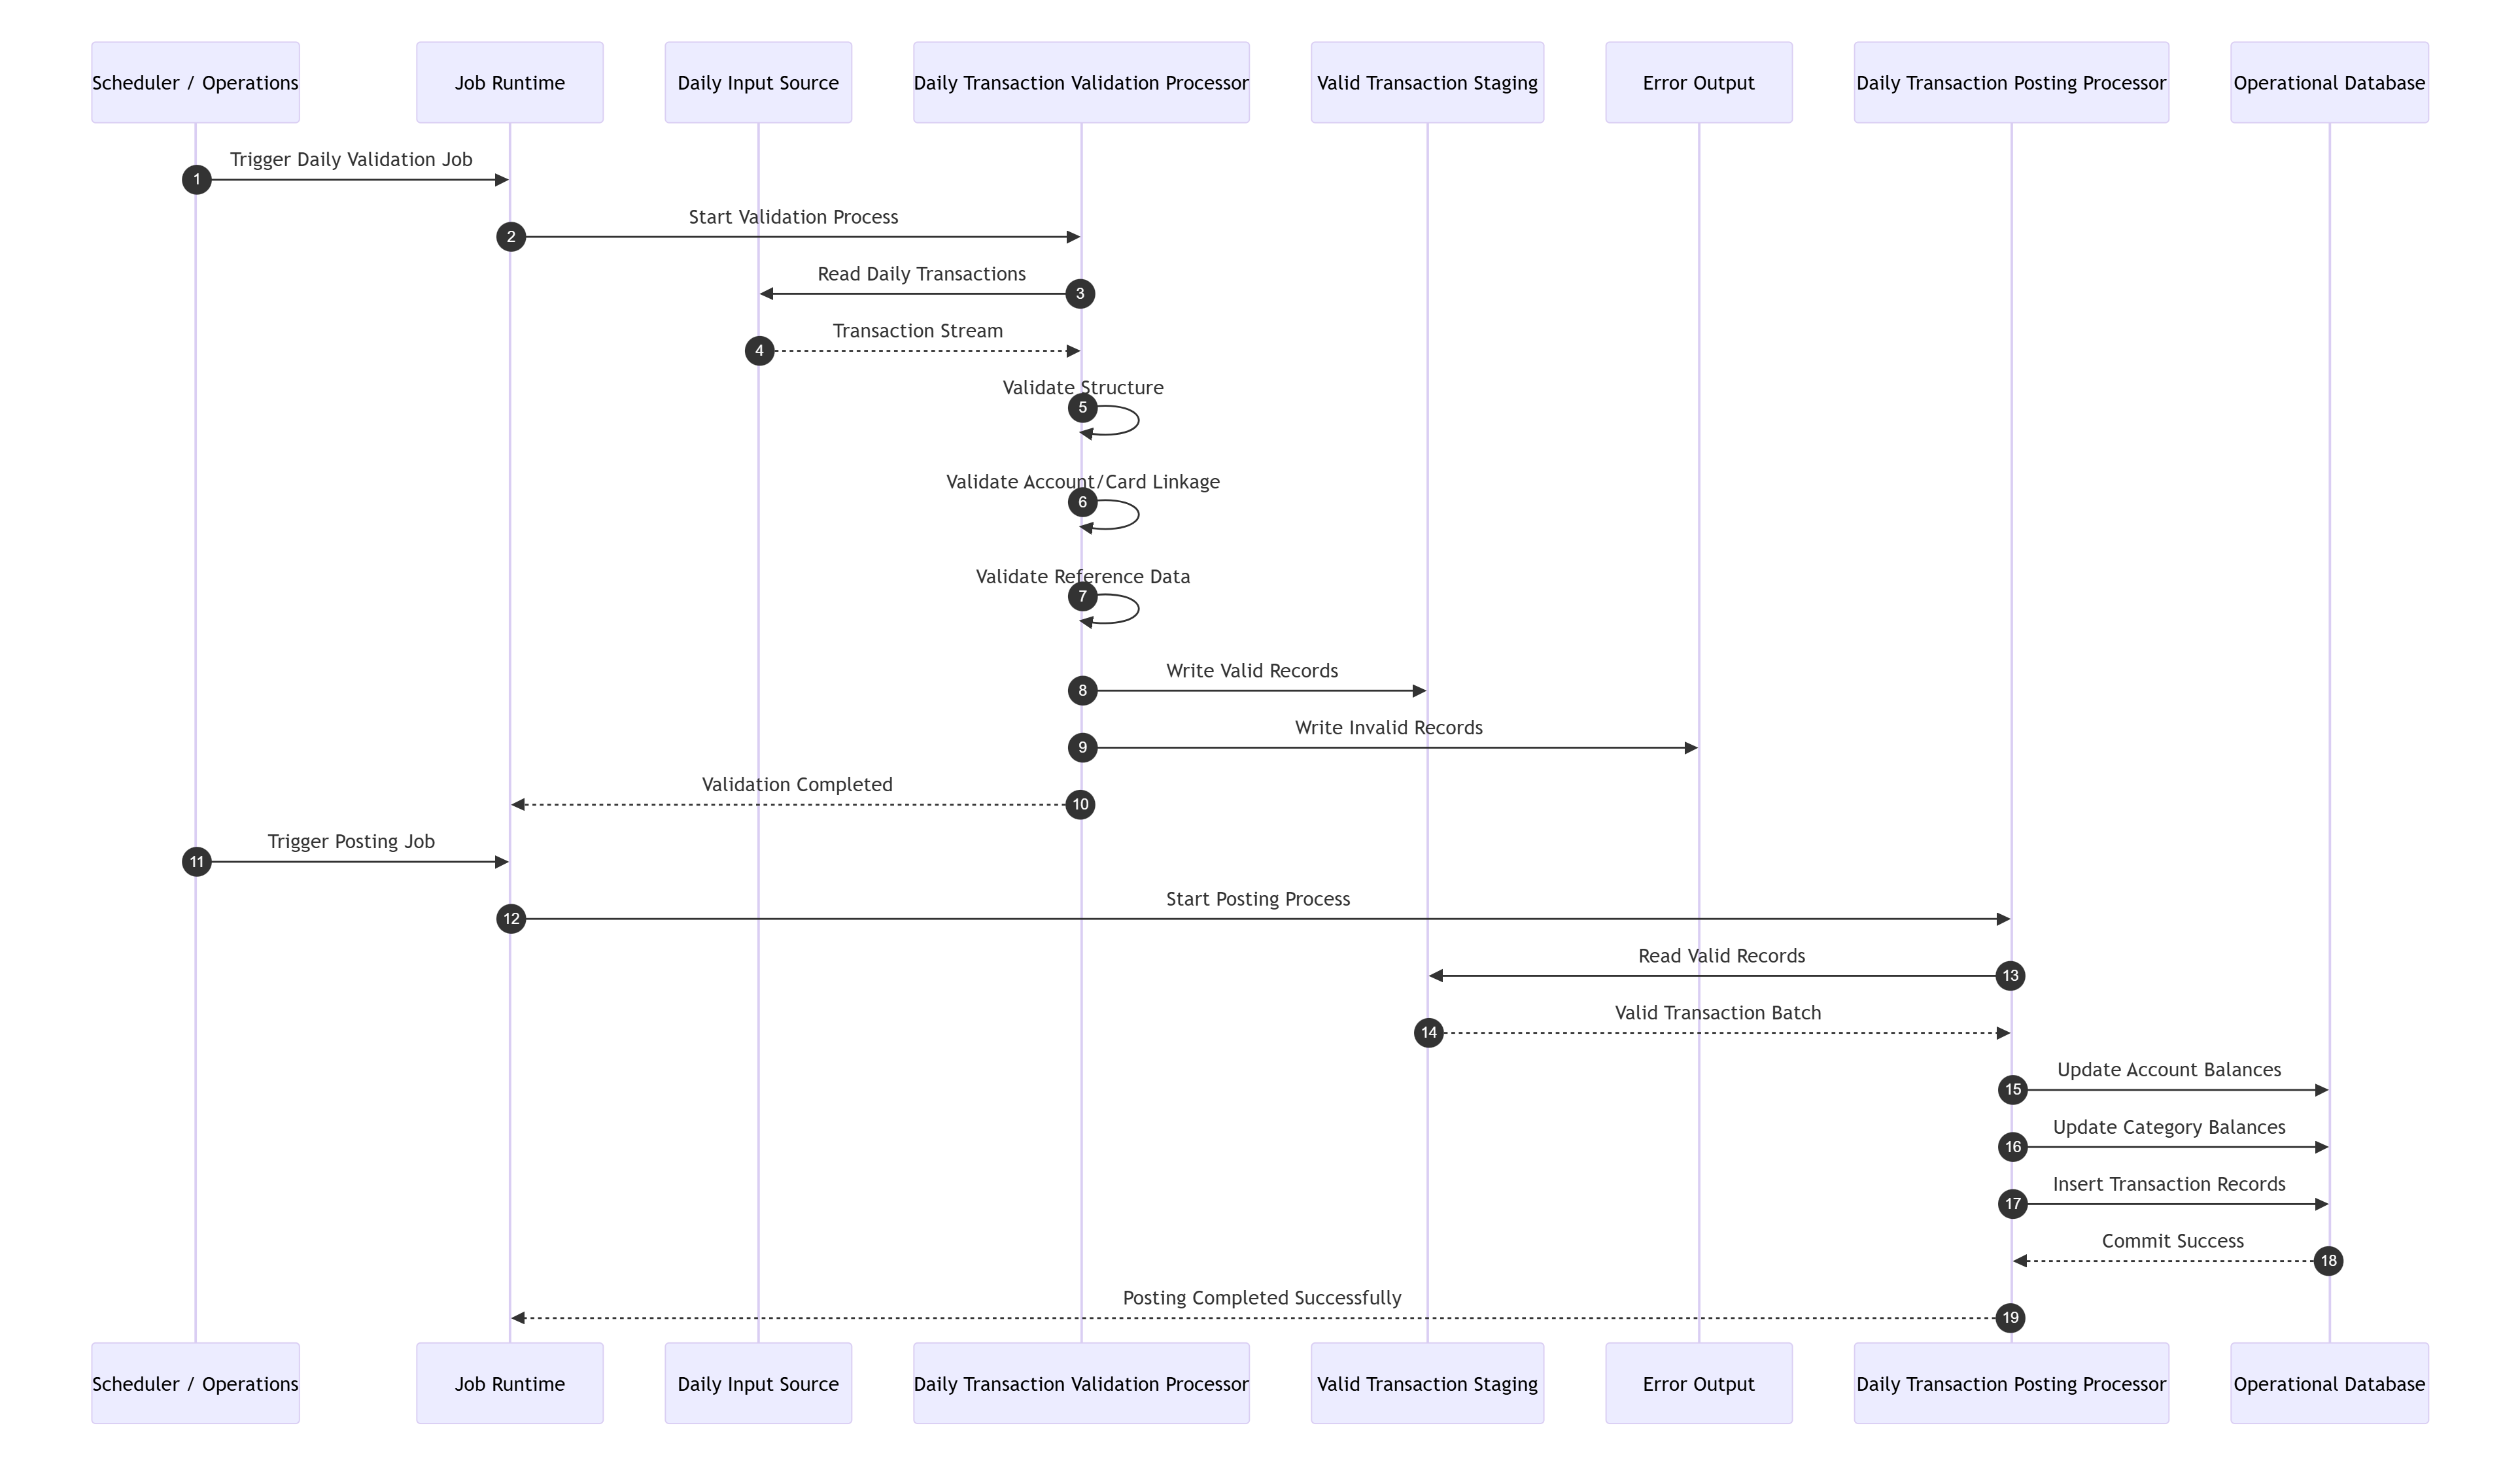 Scheduler / Operations
Job Runtime
Daily Input Source
Daily Transaction Validation Processor
Valid Transaction Staging
Error Output
Daily Transaction Posting Processor
Operational Database
Trigger Daily Validation Job
1
Start Validation Process
2
Read Daily Transactions
3
Transaction Stream
4
Validate Structure
5
Validate Account/Card Linkage
6
Validate Reference Data
7
Write Valid Records
8
Write Invalid Records
9
Validation Completed
10
Trigger Posting Job
11
Start Posting Process
12
Read Valid Records
13
Valid Transaction Batch
14
Update Account Balances
15
Update Category Balances
16
Insert Transaction Records
17
Commit Success
18
Posting Completed Successfully
19
Scheduler / Operations
Job Runtime
Daily Input Source
Daily Transaction Validation Processor
Valid Transaction Staging
Error Output
Daily Transaction Posting Processor
Operational Database